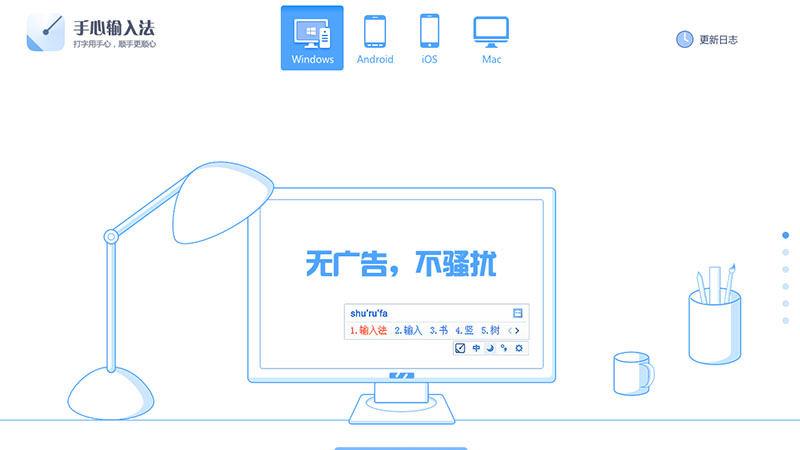 手心输入法
打字用手心，顺手更顺心
Windows
Android
iOS
Mac
更新日志
无广告，不骚扰
shu'ru'fa
1.输入法 2.输入 3.书 4.竖 5.树
中